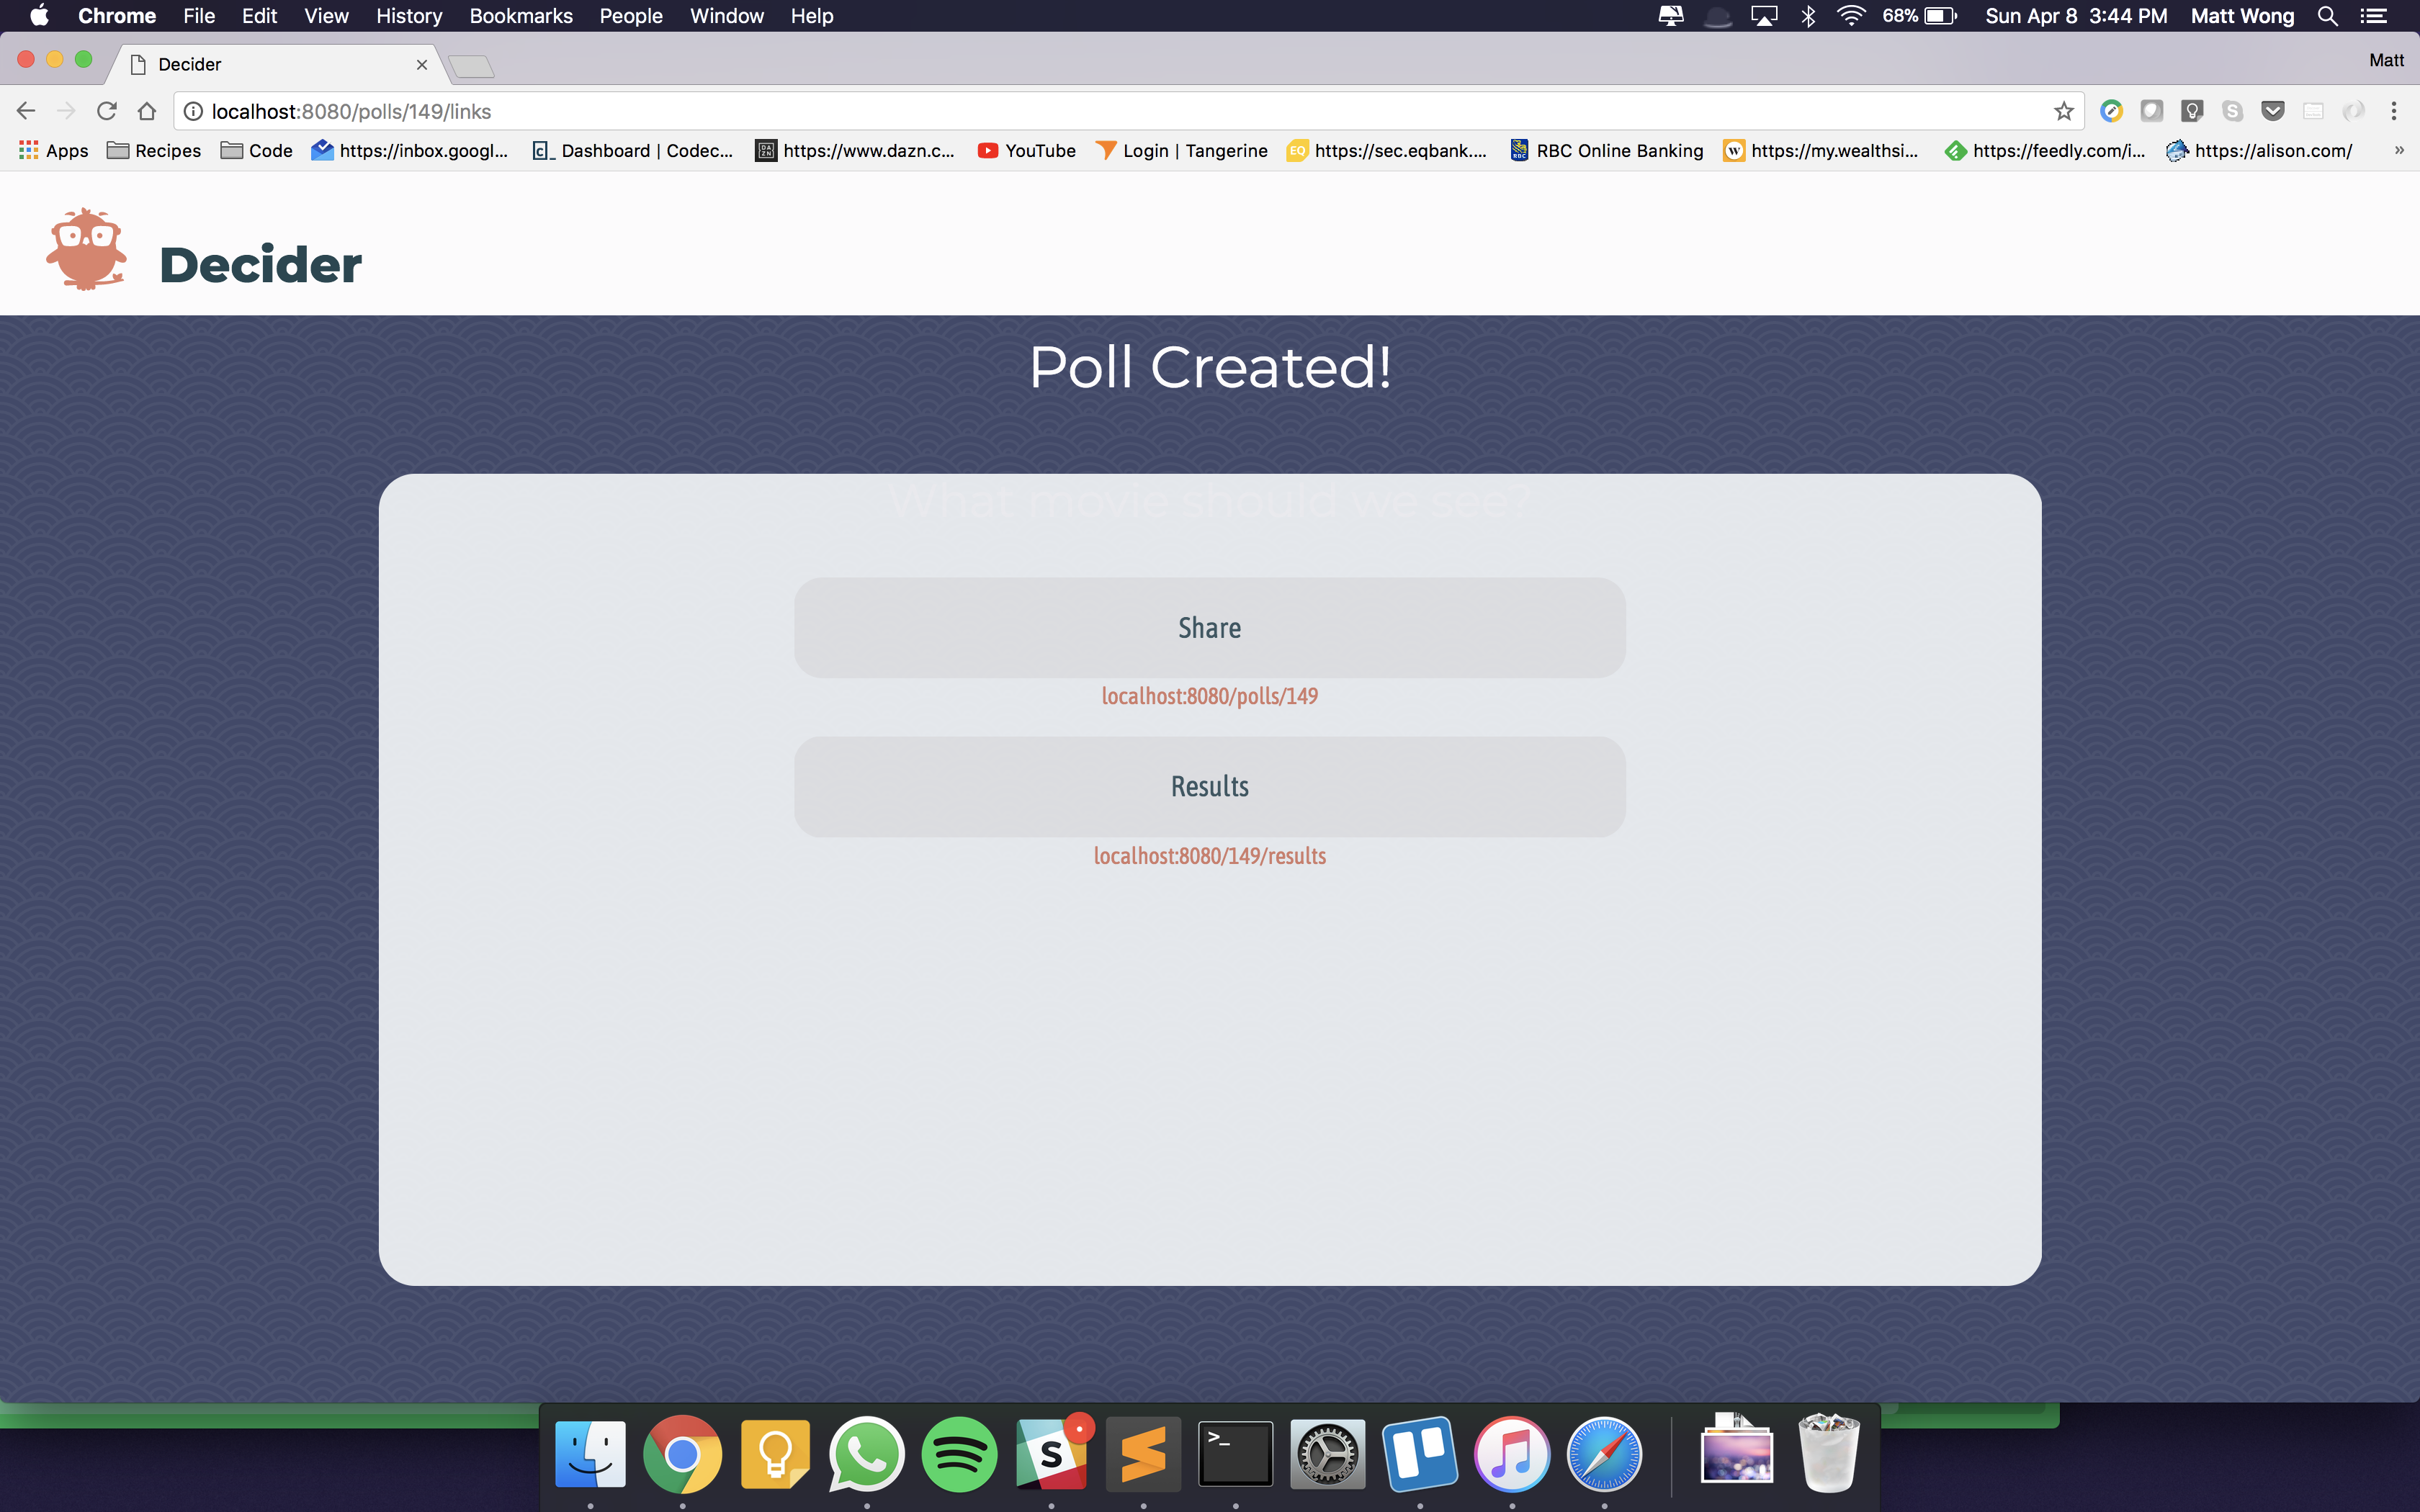 Chrome File Edit View History Bookmarks People Window Help 68% Sun Apr 8 3:44 PM Matt Wong
Decider Matt
localhost:8080/polls/149/links
Apps Recipes Code https://inbox.googl... Dashboard | Codec... https://www.dazn.c... YouTube Login | Tangerine https://sec.eqbank.... RBC Online Banking https://my.wealthsi... https://feedly.com/i... https://alison.com/ »
Decider
Poll Created!
What movie should we see?
Share
localhost:8080/polls/149
Results
localhost:8080/149/results